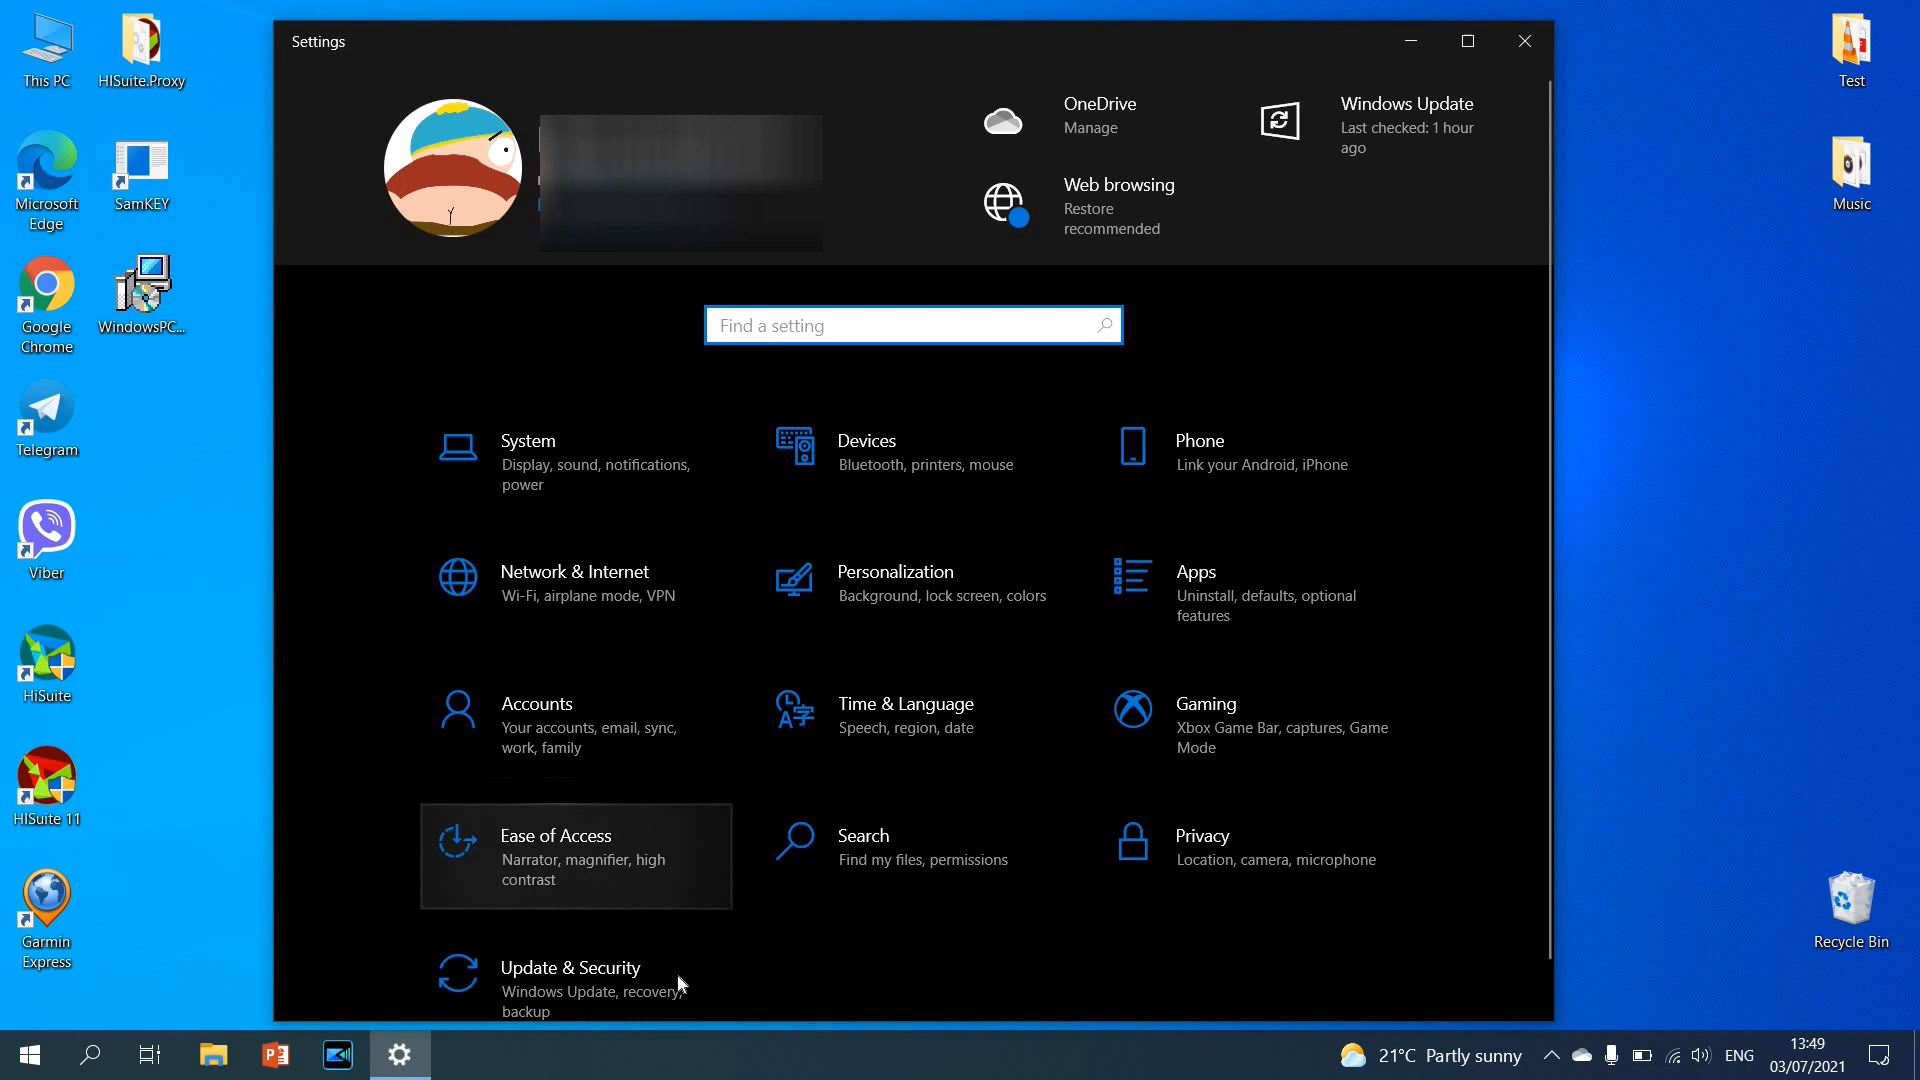 This PC
HISuite.Proxy
Microsoft
Edge
SamKEY
Google
Chrome
WindowsPC...
Telegram
Viber
HiSuite
HISuite 11
Garmin
Express
Settings
OneDrive
Manage
Windows Update
Last checked: 1 hour
ago
Web browsing
Restore
recommended
Find a setting
System
Display, sound, notifications,
power
Devices
Bluetooth, printers, mouse
Phone
Link your Android, iPhone
Network & Internet
Wi-Fi, airplane mode, VPN
Personalization
Background, lock screen, colors
Apps
Uninstall, defaults, optional
features
Accounts
Your accounts, email, sync,
work, family
Time & Language
Speech, region, date
Gaming
Xbox Game Bar, captures, Game
Mode
Ease of Access
Narrator, magnifier, high
contrast
Search
Find my files, permissions
Privacy
Location, camera, microphone
Update & Security
Windows Update, recovery,
backup
Test
Music
Recycle Bin
21°C Partly sunny
ENG
13:49
03/07/2021